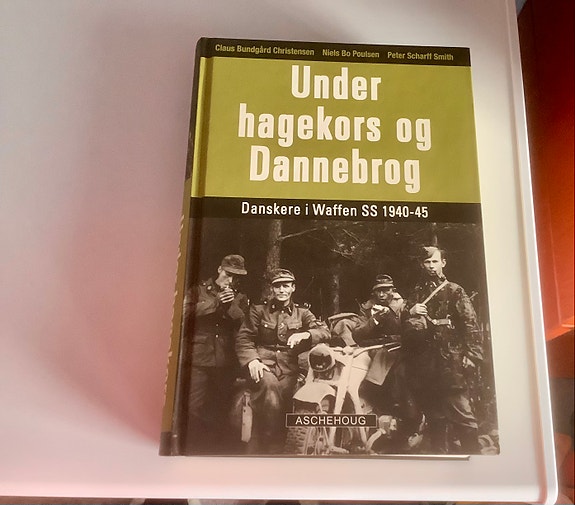 Claus Bundgård Christensen Niels Bo Poulsen Peter Scharff Smith
Under
hagekors og
Dannebrog
Danskere i Waffen SS 1940-45
ASCHEHOUG